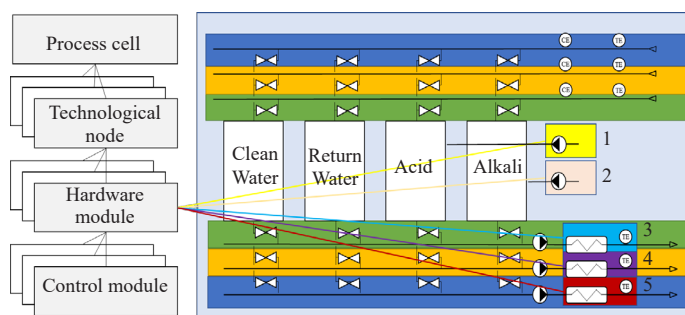 Process cell
Technological
node
Hardware
module
Control module
CE TE
CE TE
CE TE
Clean
Water
Return
Water
Acid
Alkali
1
2
TE 3
TE 4
TE 5